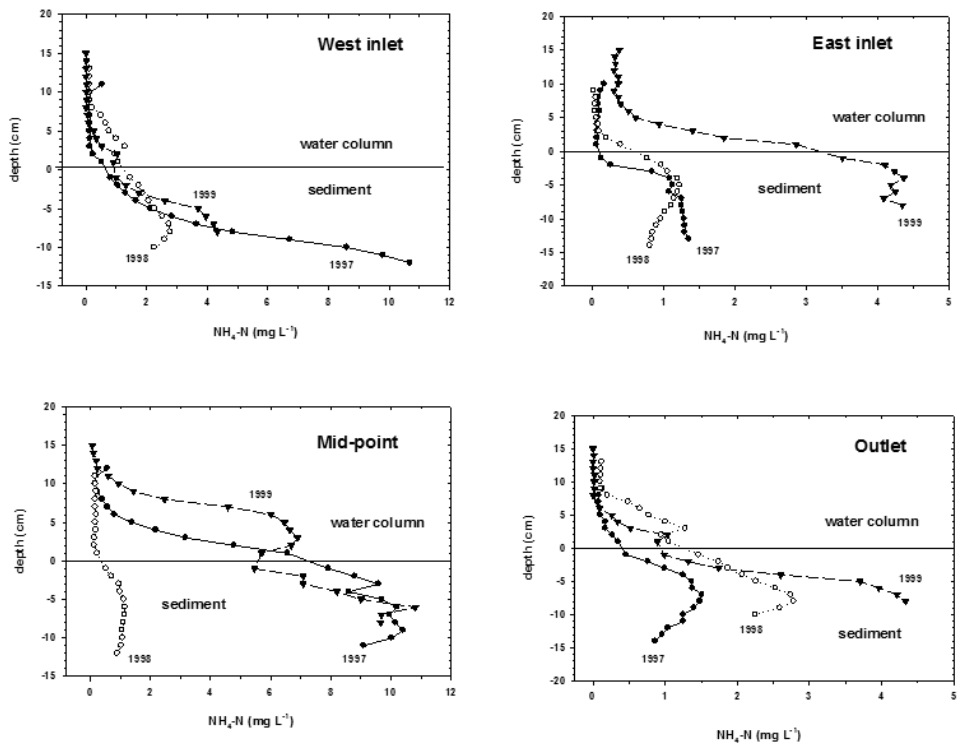 West inlet
20
15
10
5
0
-5
-10
-15
depth (cm)
water column
sediment
1999
1998
1997
0 2 4 6 8 10 12
NH4-N (mg L-1)
East inlet
20
15
10
5
0
-5
-10
-15
-20
depth (cm)
water column
sediment
1999
1998
1997
0 1 2 3 4 5
NH4-N (mg L-1)
Mid-point
20
15
10
5
0
-5
-10
-15
depth (cm)
1999
water column
sediment
1998
1997
0 2 4 6 8 10 12
NH4-N (mg L-1)
Outlet
20
15
10
5
0
-5
-10
-15
-20
depth (cm)
water column
1999
1998
sediment
1997
0 1 2 3 4 5
NH4-N (mg L-1)